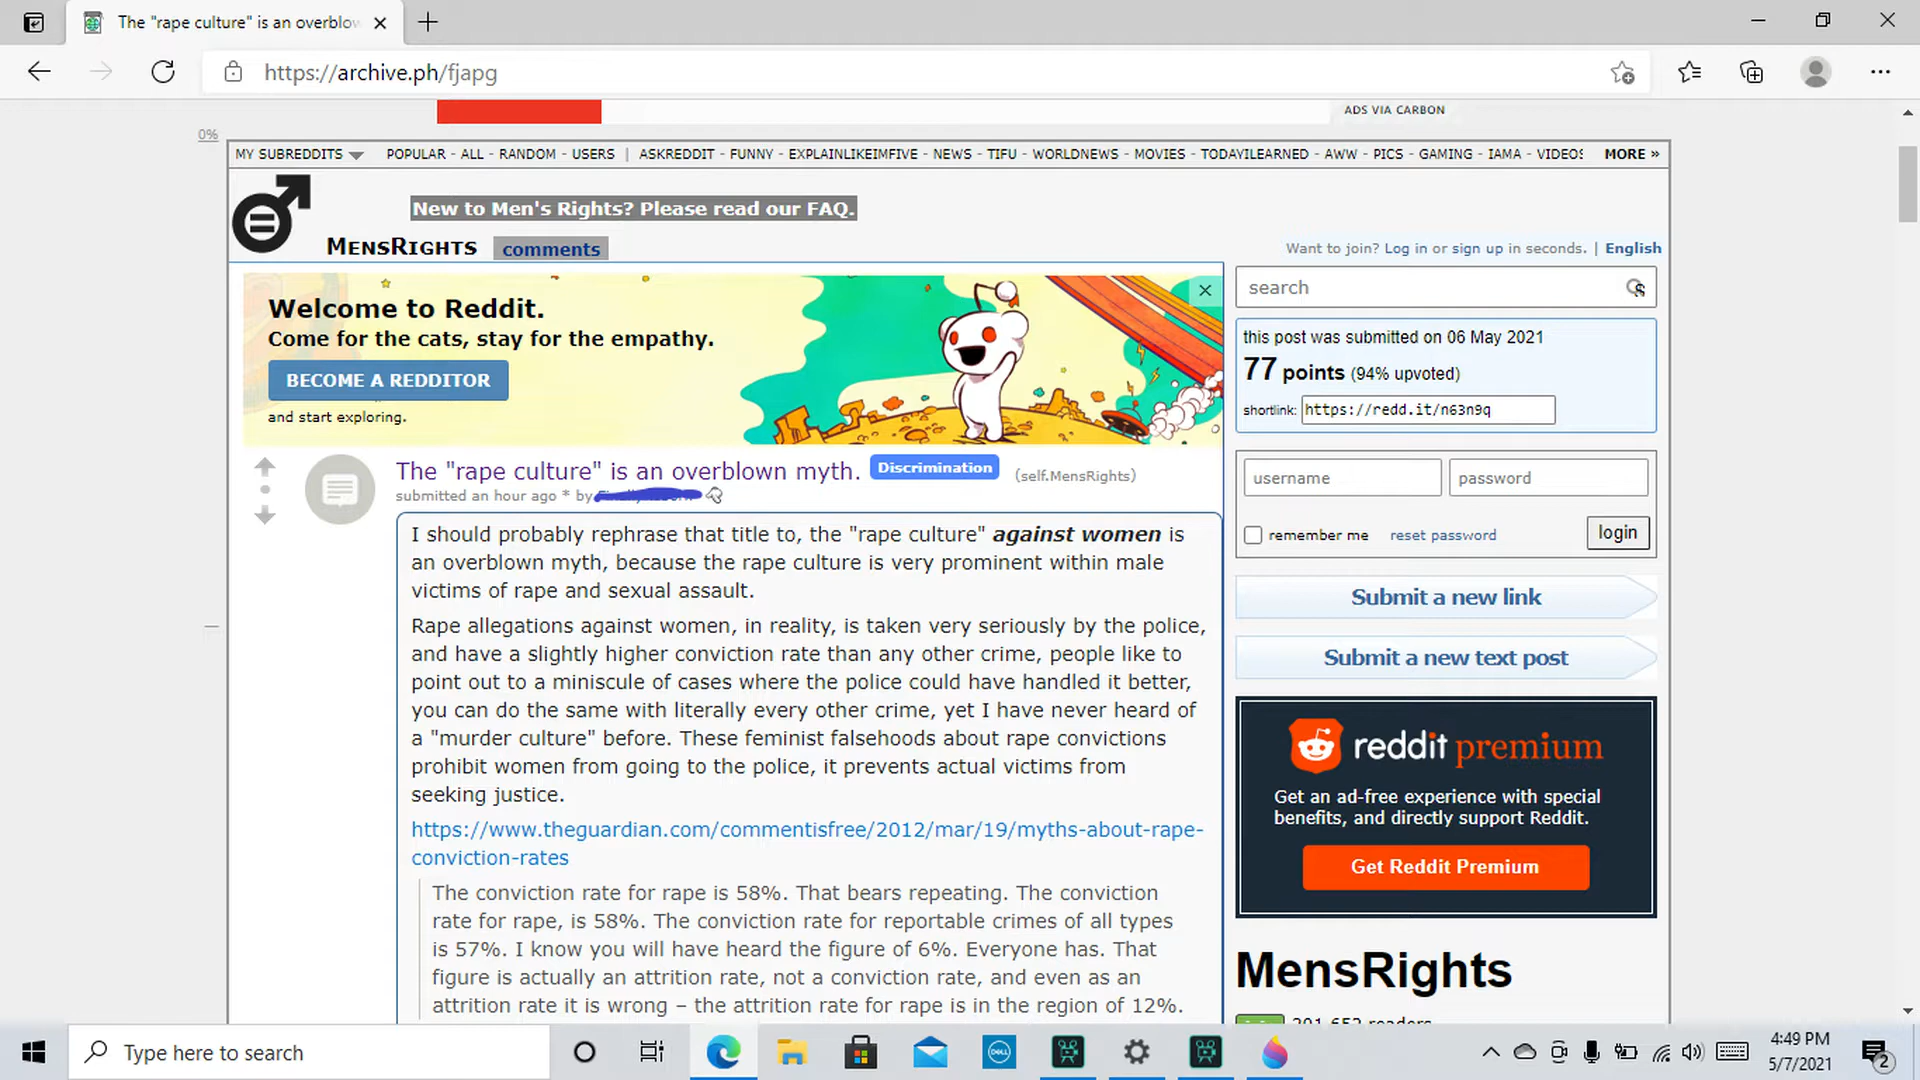 The "rape culture" is an overblow
https://archive.ph/fjapg
ADS VIA CARBON
0%
MY SUBREDDITS POPULAR - ALL - RANDOM - USERS | ASKREDDIT - FUNNY - EXPLAINLIKEIMFIVE - NEWS - TIFU - WORLDNEWS - MOVIES - TODAYILEARNED - AWW - PICS - GAMING - IAMA - VIDEOS MORE »
New to Men's Rights? Please read our FAQ.
MENSRIGHTS comments
Want to join? Log in or sign up in seconds. | English
Welcome to Reddit.
Come for the cats, stay for the empathy.
BECOME A REDDITOR
and start exploring.
search
this post was submitted on 06 May 2021
77 points (94% upvoted)
shortlink: https://redd.it/n63n9q
username password
remember me reset password login
Submit a new link
Submit a new text post
The "rape culture" is an overblown myth. Discrimination (self.MensRights)
submitted an hour ago * by
I should probably rephrase that title to, the "rape culture" against women is
an overblown myth, because the rape culture is very prominent within male
victims of rape and sexual assault.
Rape allegations against women, in reality, is taken very seriously by the police,
and have a slightly higher conviction rate than any other crime, people like to
point out to a miniscule of cases where the police could have handled it better,
you can do the same with literally every other crime, yet I have never heard of
a "murder culture" before. These feminist falsehoods about rape convictions
prohibit women from going to the police, it prevents actual victims from
seeking justice.
https://www.theguardian.com/commentisfree/2012/mar/19/myths-about-rape-
conviction-rates
The conviction rate for rape is 58%. That bears repeating. The conviction
rate for rape, is 58%. The conviction rate for reportable crimes of all types
is 57%. I know you will have heard the figure of 6%. Everyone has. That
figure is actually an attrition rate, not a conviction rate, and even as an
attrition rate it is wrong – the attrition rate for rape is in the region of 12%.
reddit premium
Get an ad-free experience with special
benefits, and directly support Reddit.
Get Reddit Premium
MensRights
readers
Type here to search
DELL
4:49 PM
5/7/2021
2